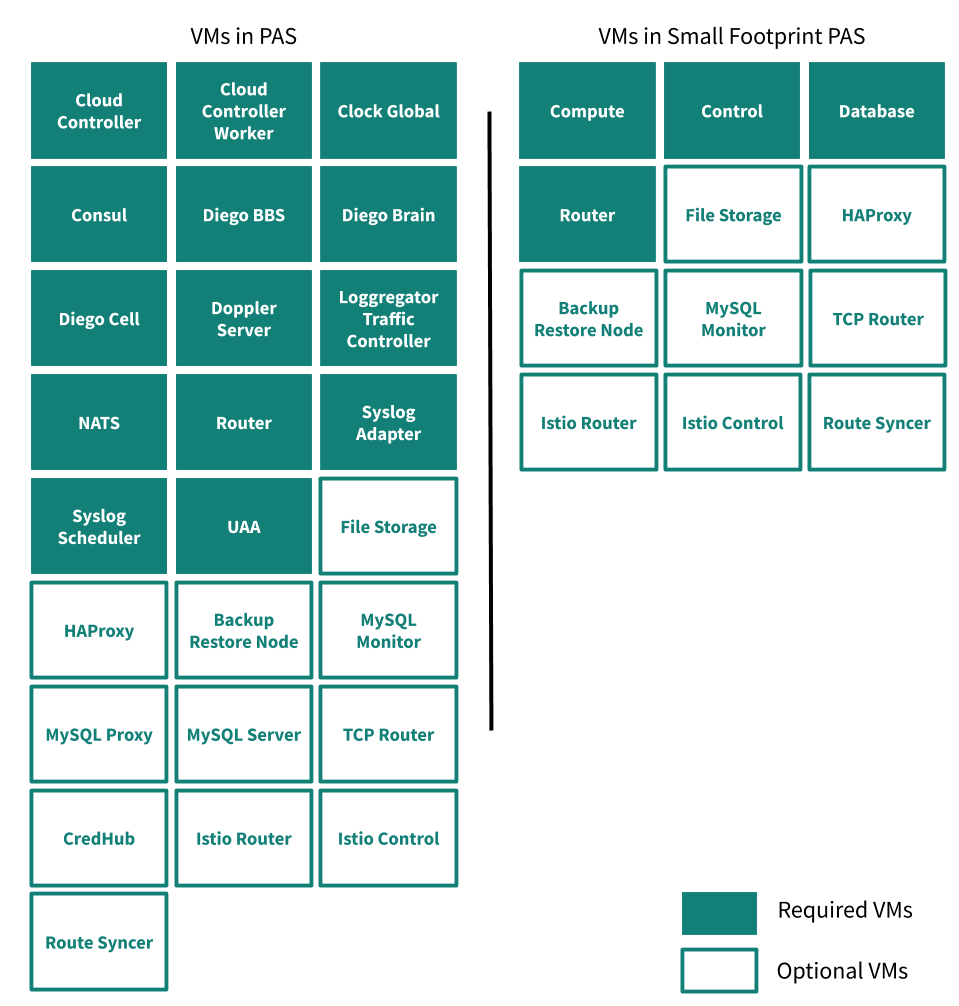 VMs in PAS
Cloud
Controller
Cloud
Controller
Worker
Clock Global
Consul
Diego BBS
Diego Brain
Diego Cell
Doppler
Server
Loggregator
Traffic
Controller
NATS
Router
Syslog
Adapter
Syslog
Scheduler
UAA
File Storage
HAProxy
Backup
Restore Node
MySQL
Monitor
MySQL Proxy
MySQL Server
TCP Router
CredHub
Istio Router
Istio Control
Route Syncer
VMs in Small Footprint PAS
Compute
Control
Database
Router
File Storage
HAProxy
Backup
Restore Node
MySQL
Monitor
TCP Router
Istio Router
Istio Control
Route Syncer
Required VMs
Optional VMs